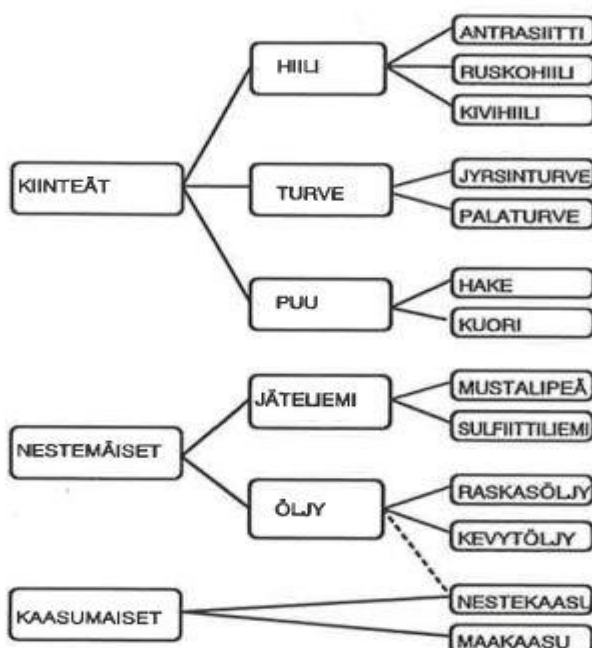 HIILI
ANTRASIITTI
RUSKOHIILI
KIVIHIILI
KIINTEÄT
TURVE
JYRSINTURVE
PALATURVE
PUU
HAKE
KUORI
NESTEMÄISET
JÄTELIEMI
MUSTALIPEÄ
SULFIITTILIEMI
ÖLJY
RASKASÖLJY
KEVYTÖLJY
KAASUMAISET
NESTEKAASU
MAAKAASU